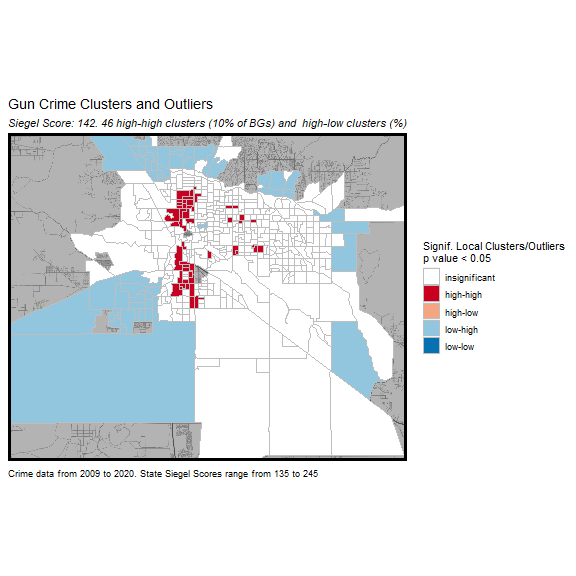 Gun Crime Clusters and Outliers
Siegel Score: 142. 46 high-high clusters (10% of BGs) and  high-low clusters (%)
Signif. Local Clusters/Outliers
p value < 0.05
insignificant
high-high
high-low
low-high
low-low
Crime data from 2009 to 2020. State Siegel Scores range from 135 to 245